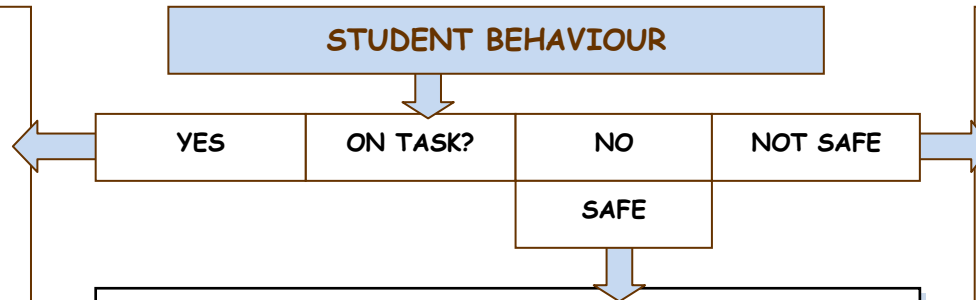 STUDENT BEHAVIOUR
YES ON TASK? NO NOT SAFE
SAFE